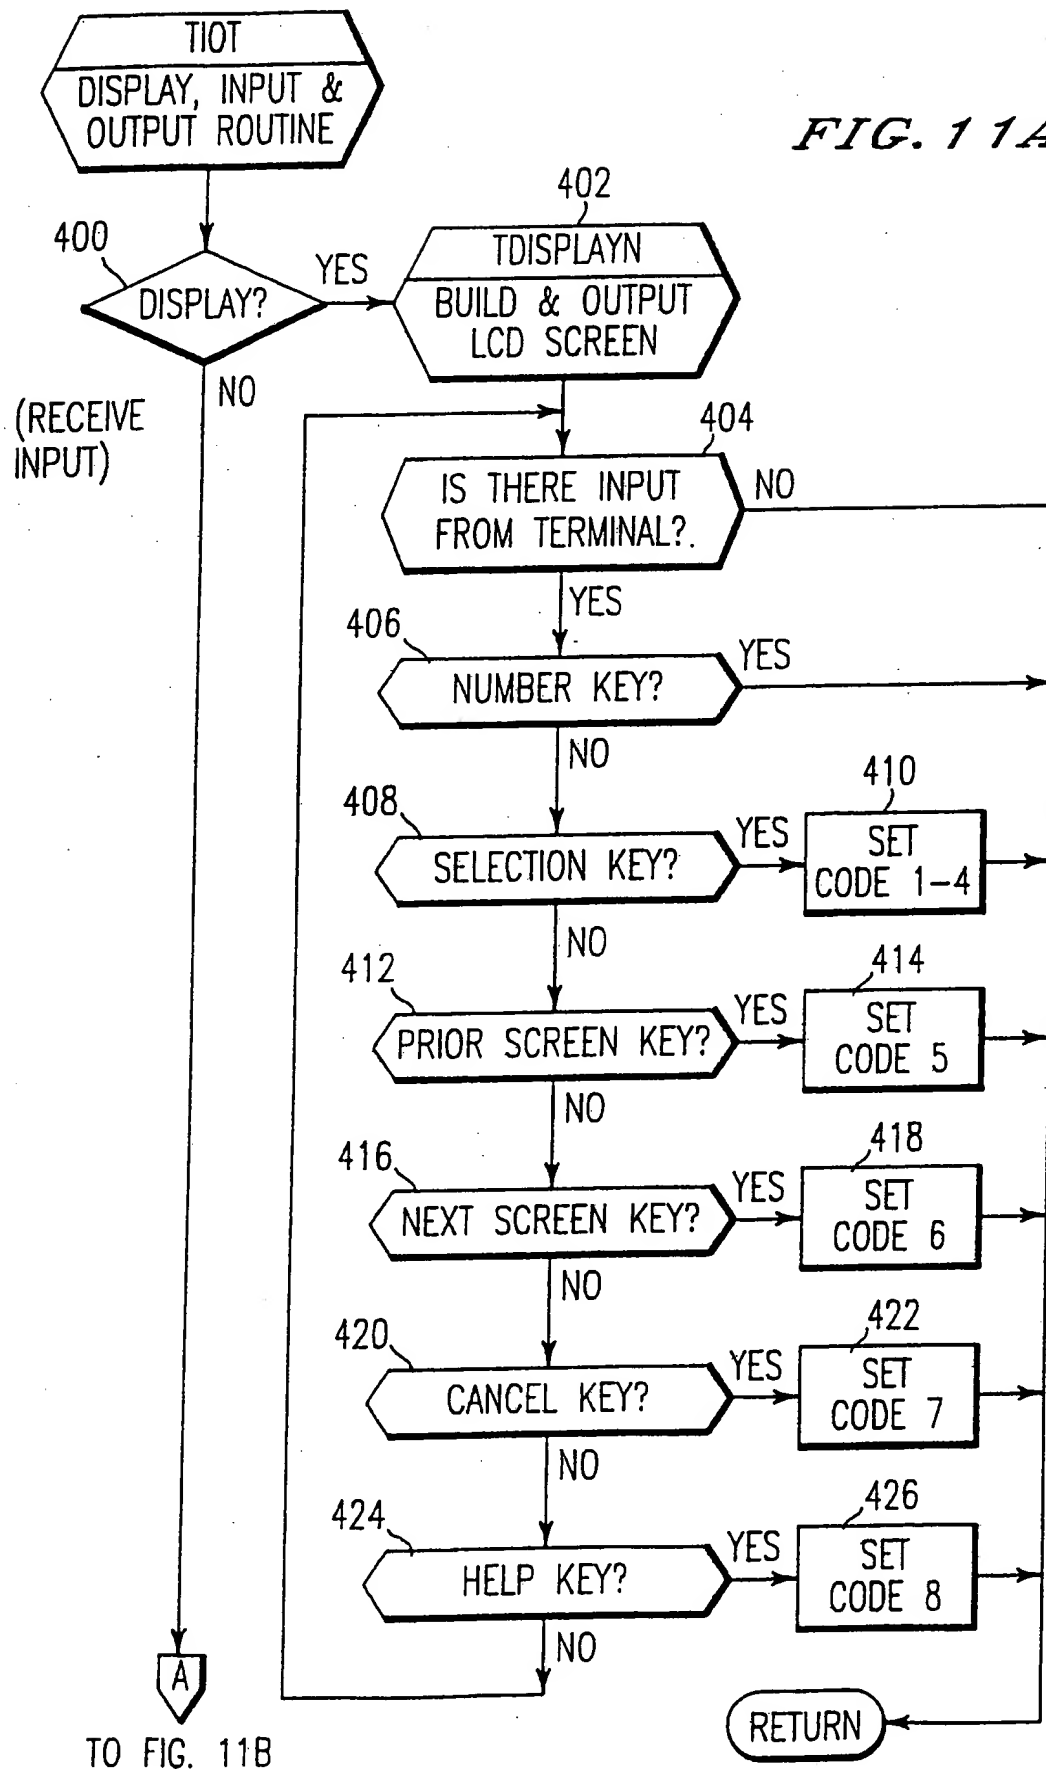 TIOT
DISPLAY, INPUT &
OUTPUT ROUTINE
FIG. 11A
400
DISPLAY?
YES
NO
(RECEIVE
INPUT)
402
TDISPLAYN
BUILD & OUTPUT
LCD SCREEN
404
IS THERE INPUT
FROM TERMINAL?.
NO
YES
406
NUMBER KEY?
YES
NO
408
SELECTION KEY?
YES
410
SET
CODE 1-4
NO
412
PRIOR SCREEN KEY?
YES
414
SET
CODE 5
NO
416
NEXT SCREEN KEY?
YES
418
SET
CODE 6
NO
420
CANCEL KEY?
YES
422
SET
CODE 7
NO
424
HELP KEY?
YES
426
SET
CODE 8
NO
A
TO FIG. 11B
RETURN